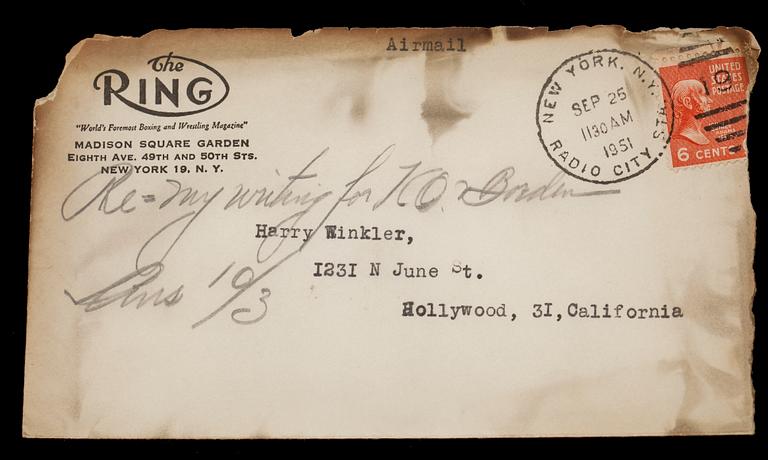 Airmail
The
RING
"World's Foremost Boxing and Wrestling Magazine"
MADISON SQUARE GARDEN
EIGHTH AVE. 49TH AND 50TH STS.
NEW YORK 19, N. Y.
NEW YORK, N.Y.
SEP 25
1130 AM
1951
RADIO CITY STA.
UNITED
STATES
POSTAGE
6 CENTS
Re = my writing for K.O. Borden
Harry Winkler,
1231 N June St.
Ans 10/3
Hollywood, 31, California